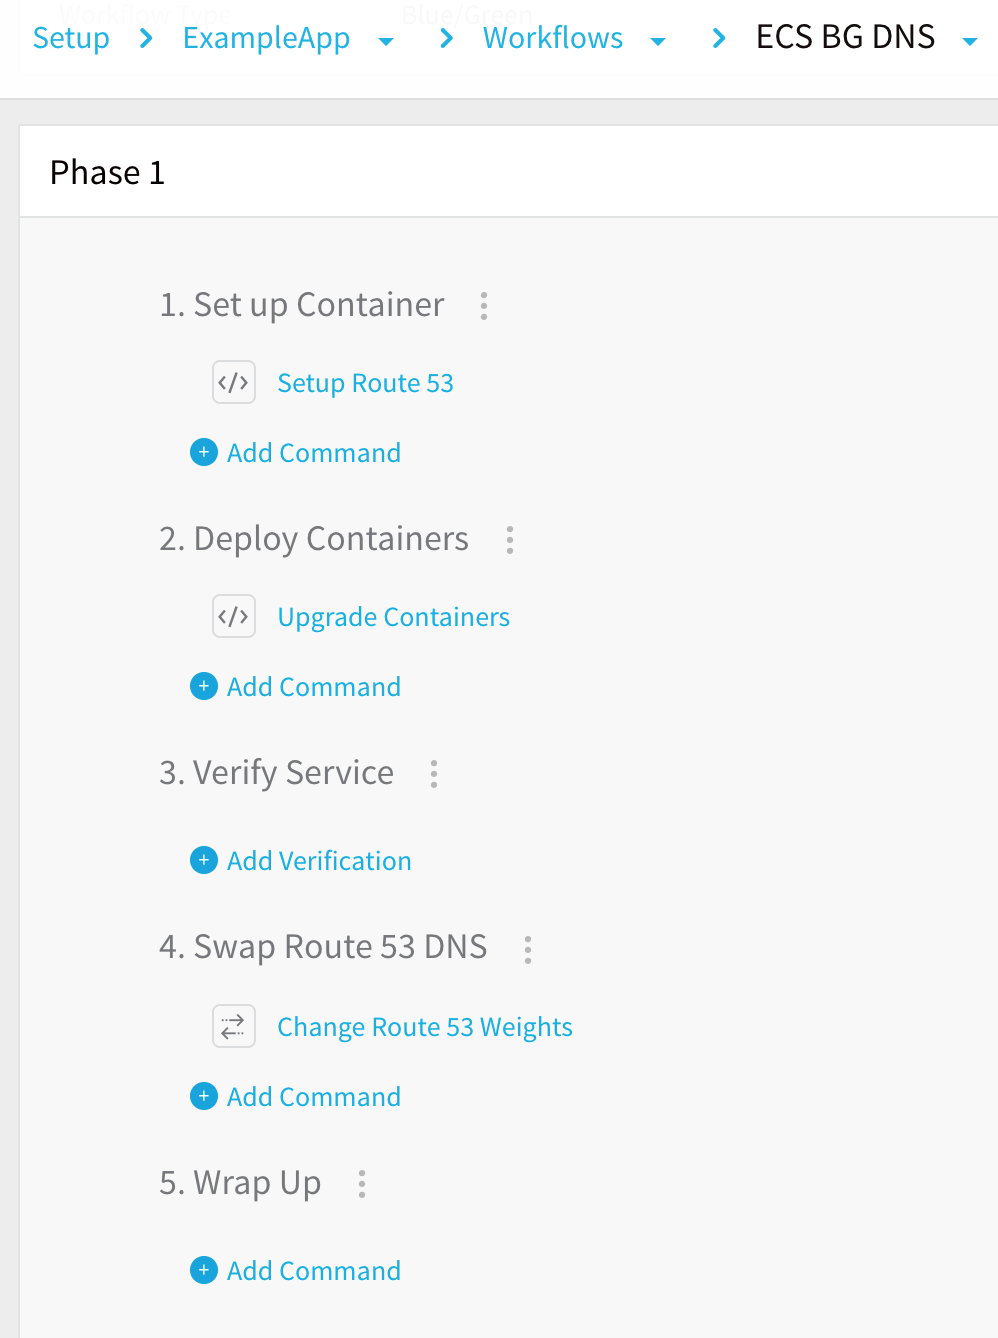 Workflow Type Blue/Green
Setup ExampleApp Workflows ECS BG DNS
Phase 1
1. Set up Container
</> Setup Route 53
+ Add Command
2. Deploy Containers
</> Upgrade Containers
+ Add Command
3. Verify Service
+ Add Verification
4. Swap Route 53 DNS
Change Route 53 Weights
+ Add Command
5. Wrap Up
+ Add Command